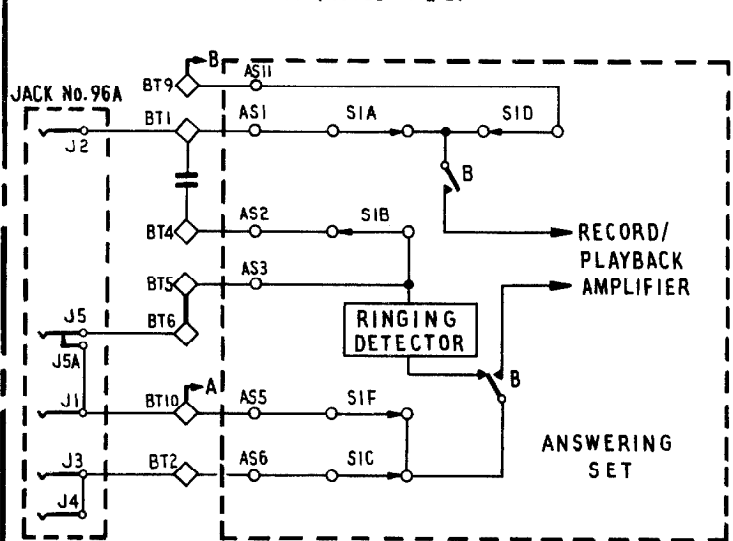 B
BT9
AS11
JACK No. 96A
J2
BT1
AS1
S1A
S1D
B
BT4
AS2
S1B
RECORD/
PLAYBACK
AMPLIFIER
BT5
AS3
J5
BT6
RINGING
DETECTOR
J5A
B
J1
BT10
A
AS5
S1F
J3
BT2
AS6
S1C
ANSWERING
SET
J4